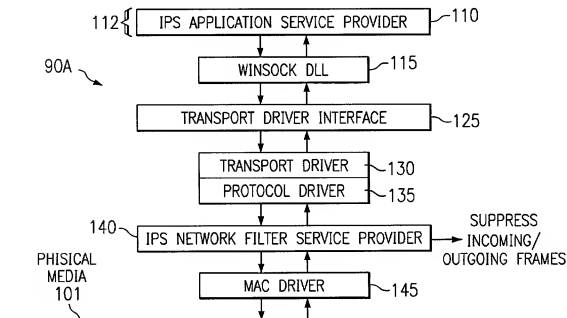 112 IPS APPLICATION SERVICE PROVIDER 110
90A
WINSOCK DLL 115
TRANSPORT DRIVER INTERFACE 125
TRANSPORT DRIVER 130
PROTOCOL DRIVER 135
140 IPS NETWORK FILTER SERVICE PROVIDER
SUPPRESS
INCOMING/
OUTGOING FRAMES
PHISICAL
MEDIA
101
MAC DRIVER 145